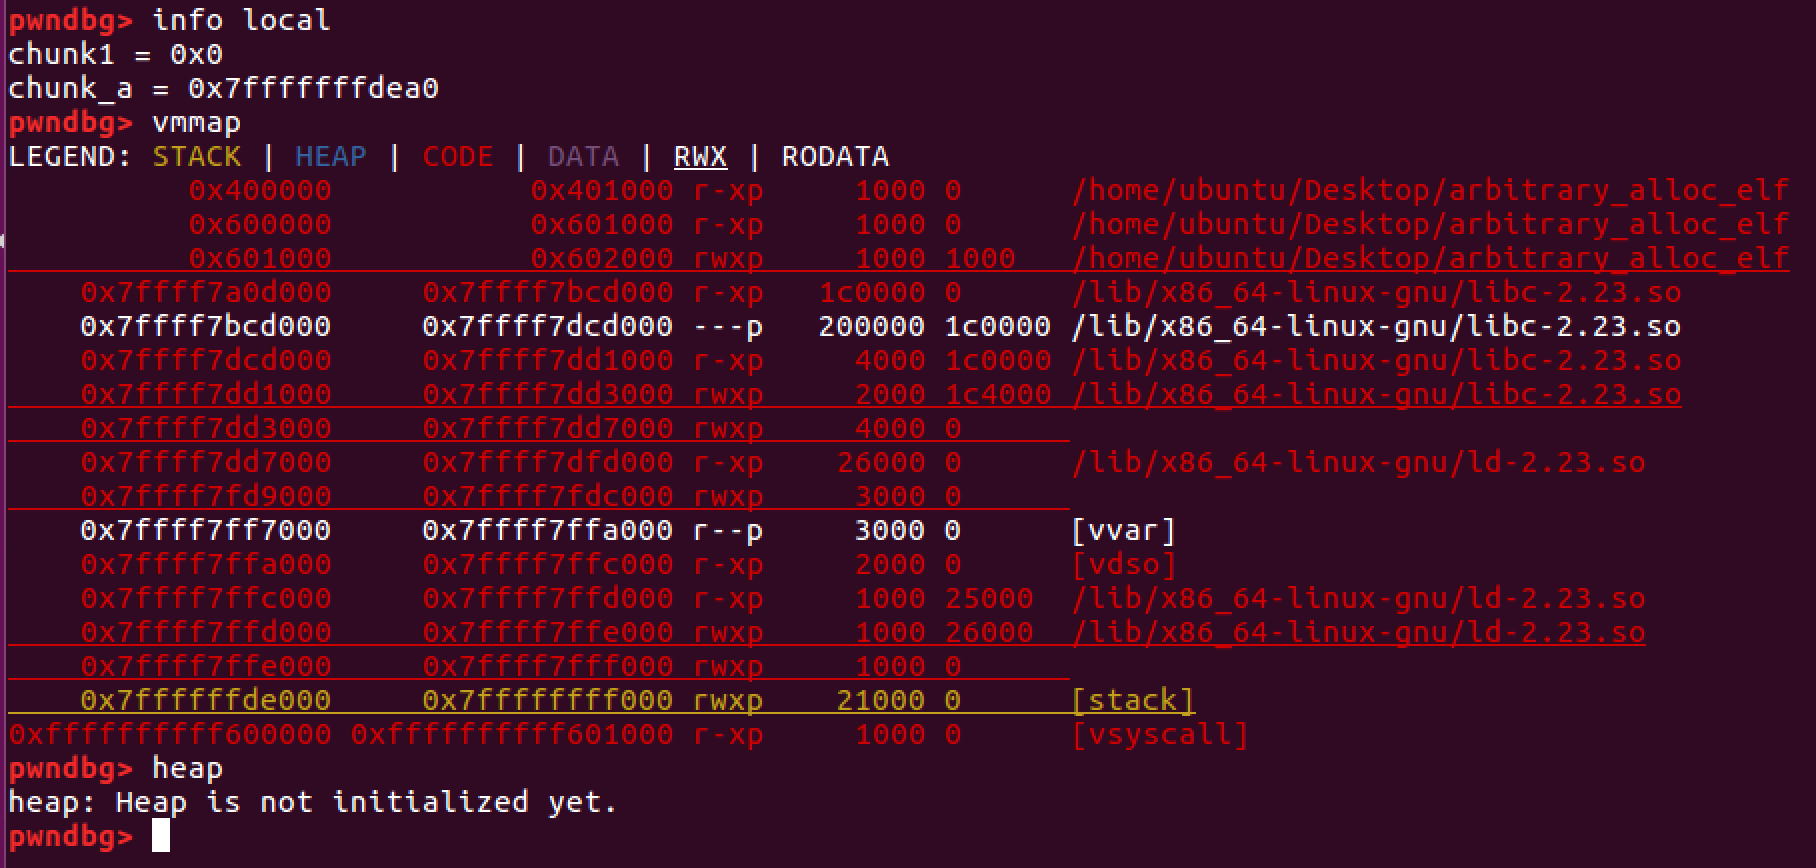 pwndbg> info local
chunk1 = 0x0
chunk_a = 0x7fffffffdea0
pwndbg> vmmap
LEGEND: STACK | HEAP | CODE | DATA | RWX | RODATA
0x400000 0x401000 r-xp 1000 0 /home/ubuntu/Desktop/arbitrary_alloc_elf
0x600000 0x601000 r-xp 1000 0 /home/ubuntu/Desktop/arbitrary_alloc_elf
0x601000 0x602000 rwxp 1000 1000 /home/ubuntu/Desktop/arbitrary_alloc_elf
0x7ffff7a0d000 0x7ffff7bcd000 r-xp 1c0000 0 /lib/x86_64-linux-gnu/libc-2.23.so
0x7ffff7bcd000 0x7ffff7dcd000 ---p 200000 1c0000 /lib/x86_64-linux-gnu/libc-2.23.so
0x7ffff7dcd000 0x7ffff7dd1000 r-xp 4000 1c0000 /lib/x86_64-linux-gnu/libc-2.23.so
0x7ffff7dd1000 0x7ffff7dd3000 rwxp 2000 1c4000 /lib/x86_64-linux-gnu/libc-2.23.so
0x7ffff7dd3000 0x7ffff7dd7000 rwxp 4000 0
0x7ffff7dd7000 0x7ffff7dfd000 r-xp 26000 0 /lib/x86_64-linux-gnu/ld-2.23.so
0x7ffff7fd9000 0x7ffff7fdc000 rwxp 3000 0
0x7ffff7ff7000 0x7ffff7ffa000 r--p 3000 0 [vvar]
0x7ffff7ffa000 0x7ffff7ffc000 r-xp 2000 0 [vdso]
0x7ffff7ffc000 0x7ffff7ffd000 r-xp 1000 25000 /lib/x86_64-linux-gnu/ld-2.23.so
0x7ffff7ffd000 0x7ffff7ffe000 rwxp 1000 26000 /lib/x86_64-linux-gnu/ld-2.23.so
0x7ffff7ffe000 0x7ffff7fff000 rwxp 1000 0
0x7ffffffde000 0x7ffffffff000 rwxp 21000 0 [stack]
0xffffffffff600000 0xffffffffff601000 r-xp 1000 0 [vsyscall]
pwndbg> heap
heap: Heap is not initialized yet.
pwndbg>